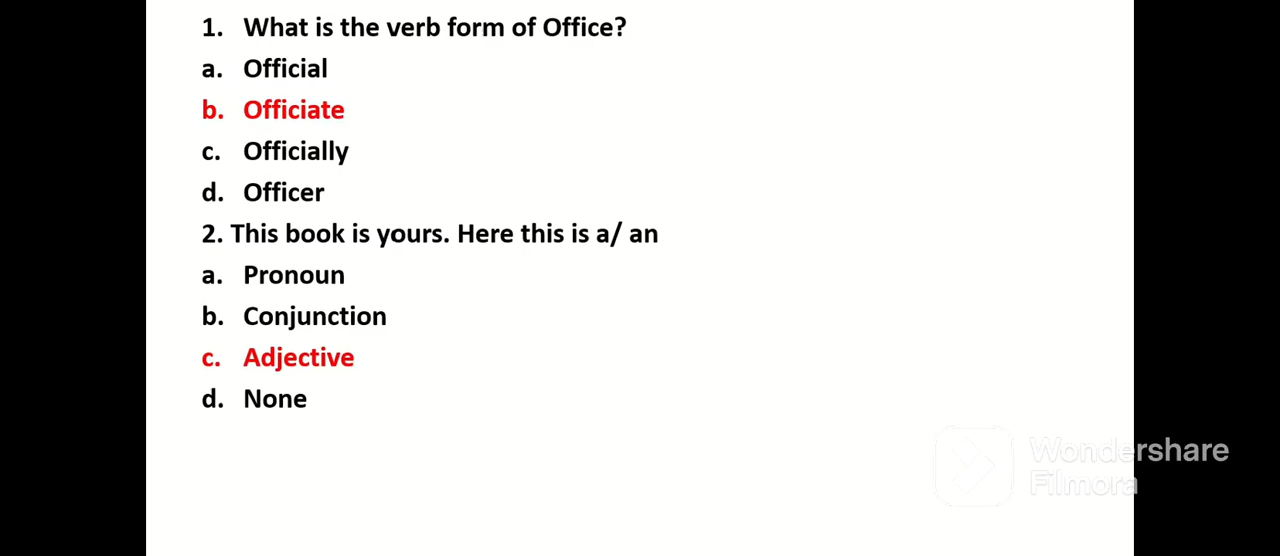 1. What is the verb form of Office?
a. Official
b. Officiate
c. Officially
d. Officer
2. This book is yours. Here this is a/ an
a. Pronoun
b. Conjunction
c. Adjective
d. None
Wondershare
Filmora